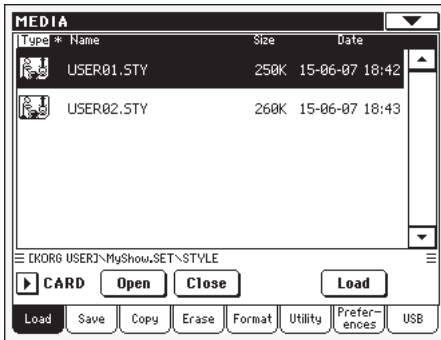 MEDIA
Type * Name Size Date
USER01.STY 250K 15-06-07 18:42
USER02.STY 260K 15-06-07 18:43
[KORG USER]\MyShow.SET\STYLE
CARD Open Close Load
Load Save Copy Erase Format Utility Prefer-ences USB